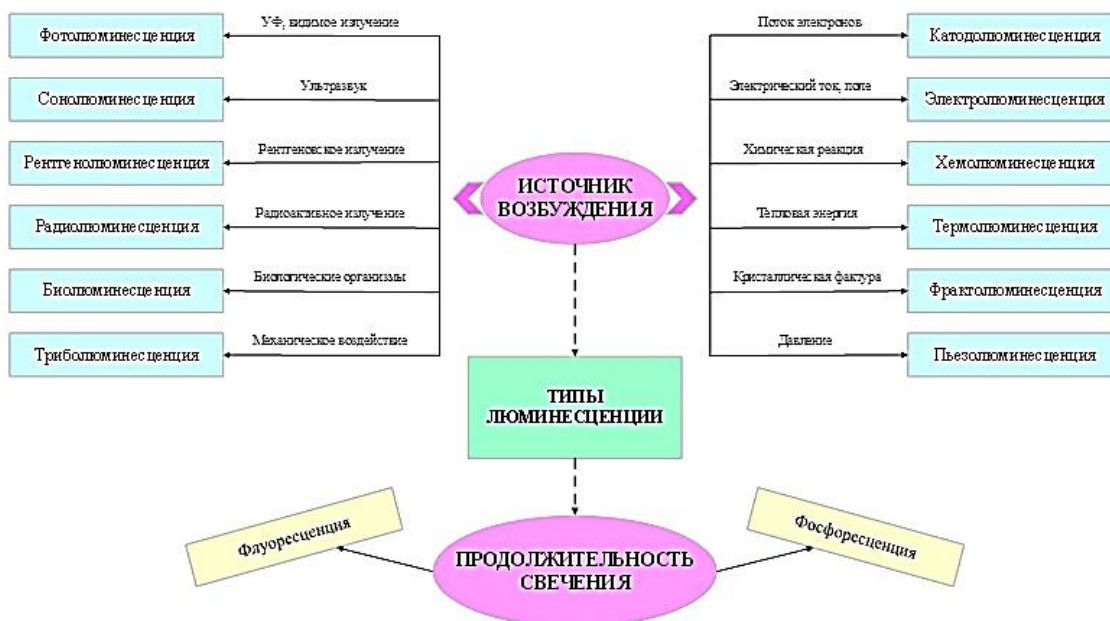 Фотолюминесценция
УФ, видимое излучение
Сонолюминесценция
Ультразвук
Рентгенолюминесценция
Рентгеновское излучение
Радиолюминесценция
Радиоактивное излучение
Биолюминесценция
Биологические организмы
Триболюминесценция
Механическое воздействие
ИСТОЧНИК
ВОЗБУЖДЕНИЯ
Поток электронов
Катодолюминесценция
Электрический ток, поле
Электролюминесценция
Химическая реакция
Хемолюминесценция
Тепловая энергия
Термолюминесценция
Кристаллическая фактура
Фрактолюминесценция
Давление
Пьезолюминесценция
ТИПЫ
ЛЮМИНЕСЦЕНЦИИ
Флуоресценция
ПРОДОЛЖИТЕЛЬНОСТЬ
СВЕЧЕНИЯ
Фосфоресценция